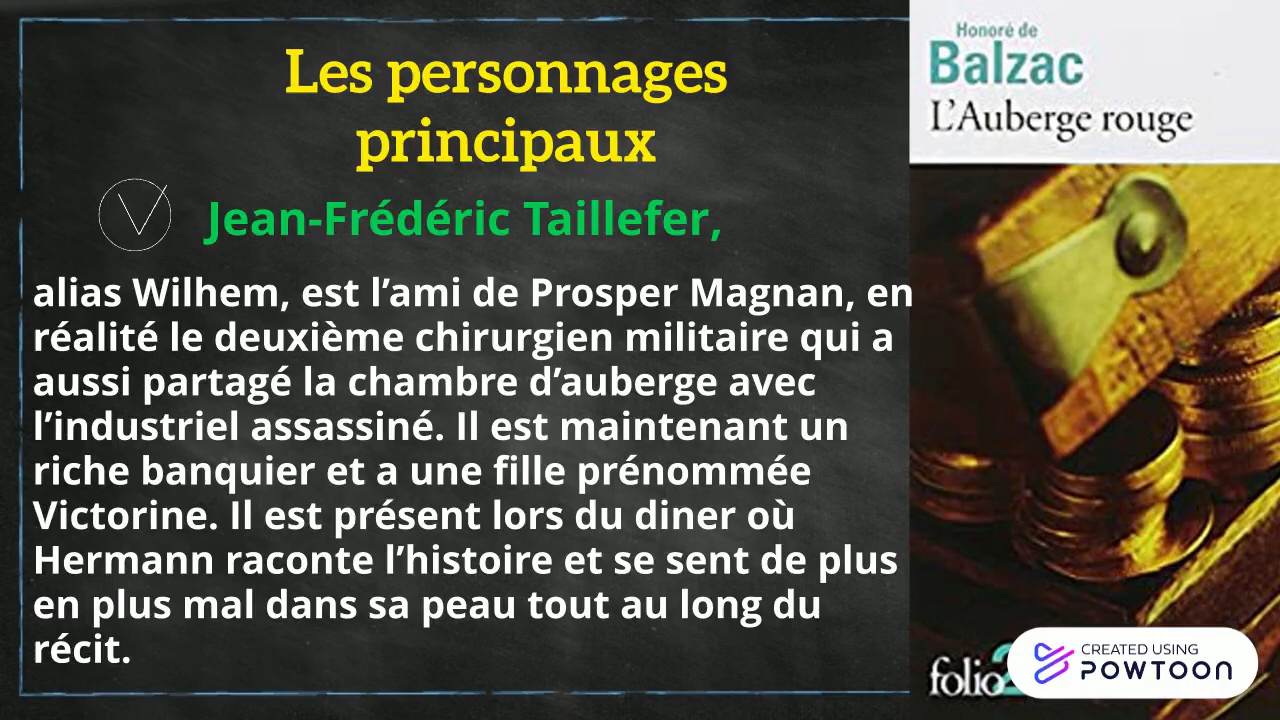 Les personnages
principaux
Jean-Frédéric Taillefer,
alias Wilhem, est l’ami de Prosper Magnan, en
réalité le deuxième chirurgien militaire qui a
aussi partagé la chambre d’auberge avec
l’industriel assassiné. Il est maintenant un
riche banquier et a une fille prénommée
Victorine. Il est présent lors du diner où
Hermann raconte l’histoire et se sent de plus
en plus mal dans sa peau tout au long du
récit.
Honoré de
Balzac
L’Auberge rouge
folio
CREATED USING
POWTOON